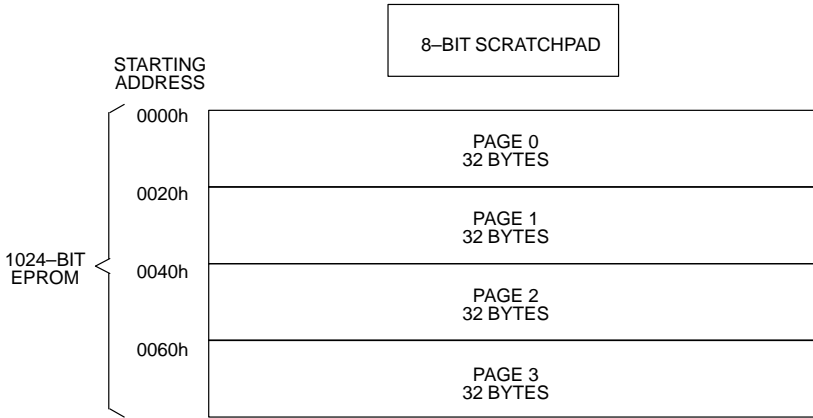 8–BIT SCRATCHPAD
STARTING
ADDRESS
0000h
PAGE 0
32 BYTES
0020h
PAGE 1
32 BYTES
1024–BIT
EPROM
0040h
PAGE 2
32 BYTES
0060h
PAGE 3
32 BYTES